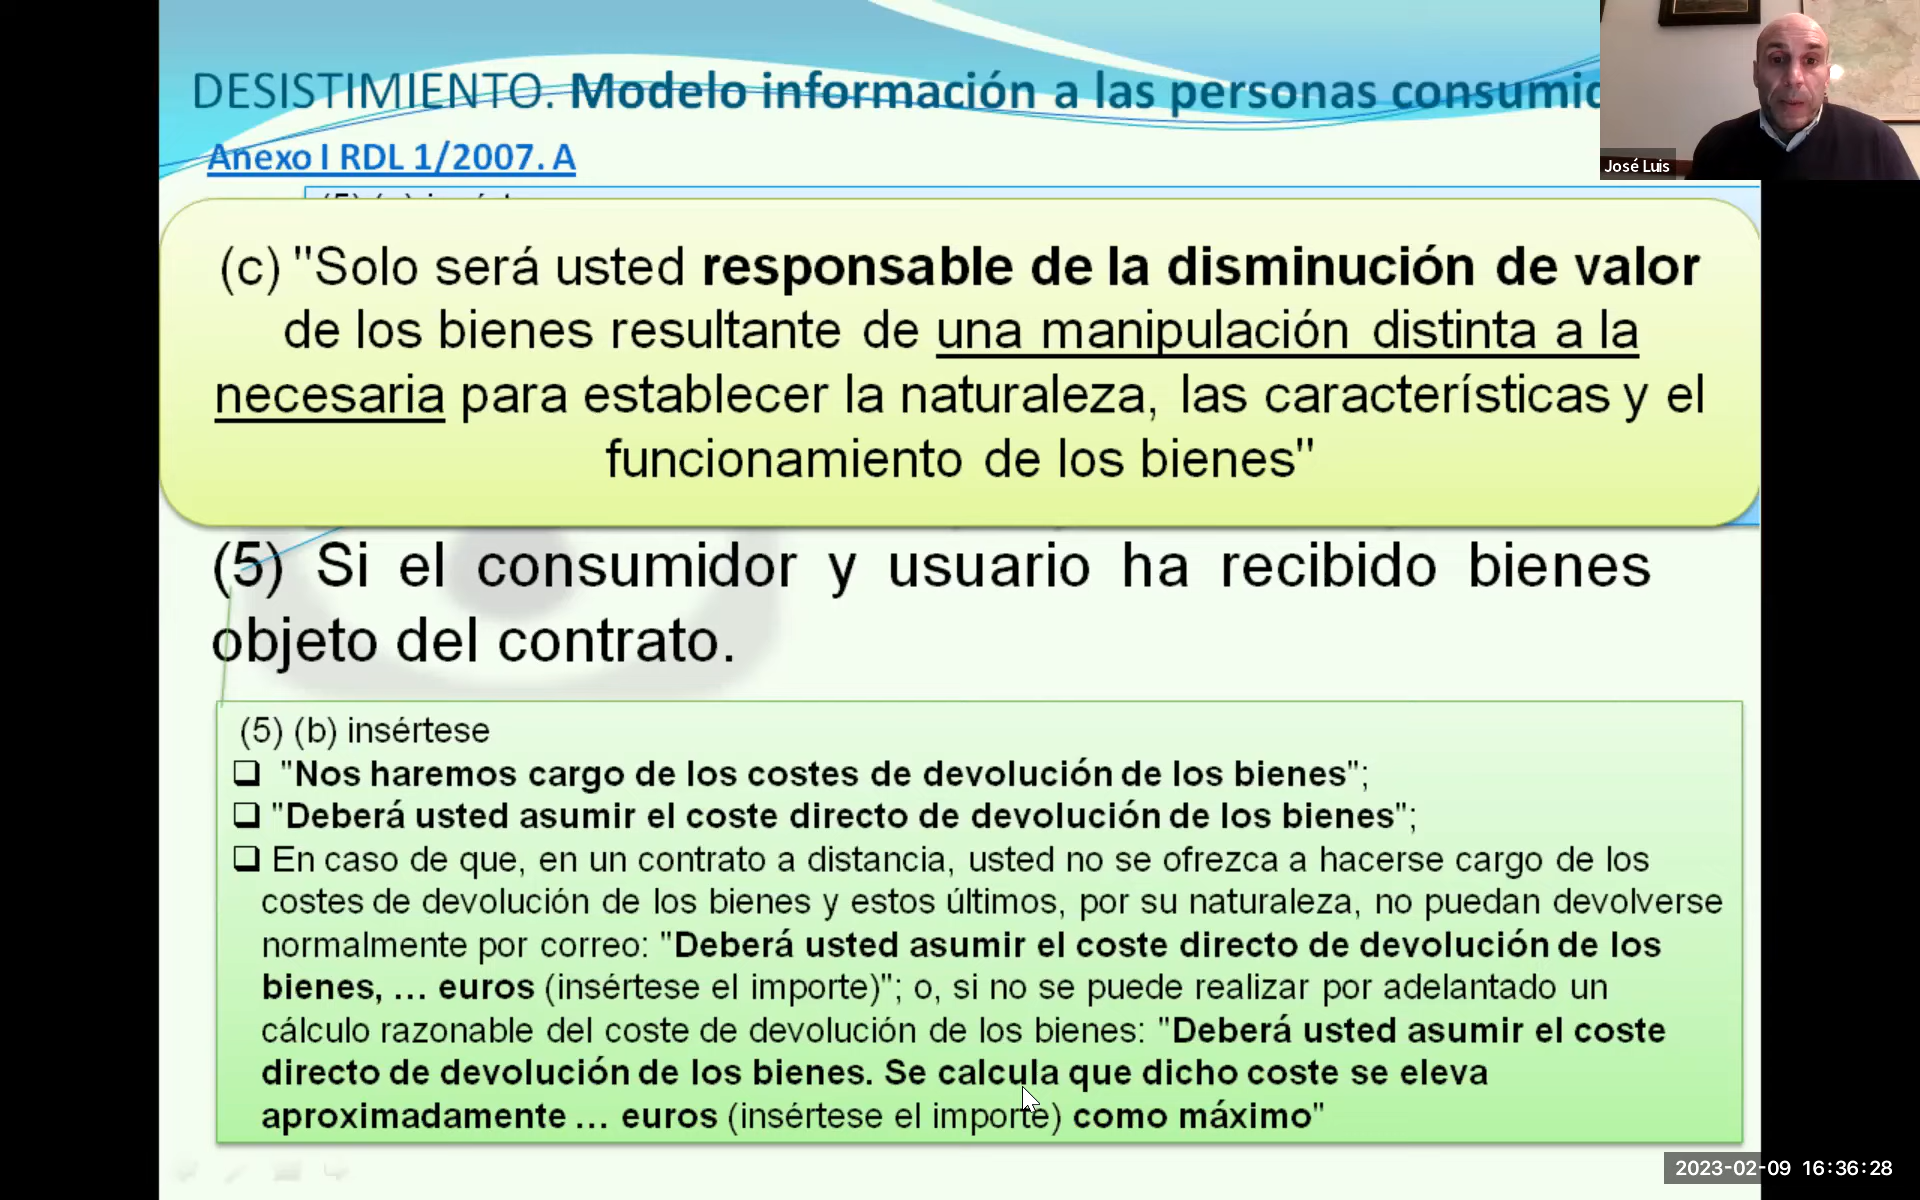 DESISTIMIENTO. Modelo información a las personas
Anexo I RDL 1/2007. A
José Luis
(c) "Solo será usted responsable de la disminución de valor
de los bienes resultante de una manipulación distinta a la
necesaria para establecer la naturaleza, las características y el
funcionamiento de los bienes"
(5) Si el consumidor y usuario ha recibido bienes
objeto del contrato.
(5) (b) insértese
❑ "Nos haremos cargo de los costes de devolución de los bienes";
❑ "Deberá usted asumir el coste directo de devolución de los bienes";
❑ En caso de que, en un contrato a distancia, usted no se ofrezca a hacerse cargo de los
costes de devolución de los bienes y estos últimos, por su naturaleza, no puedan devolverse
normalmente por correo: "Deberá usted asumir el coste directo de devolución de los
bienes, ... euros (insértese el importe)"; o, si no se puede realizar por adelantado un
cálculo razonable del coste de devolución de los bienes: "Deberá usted asumir el coste
directo de devolución de los bienes. Se calcula que dicho coste se eleva
aproximadamente ... euros (insértese el importe) como máximo"
2023-02-09 16:36:28